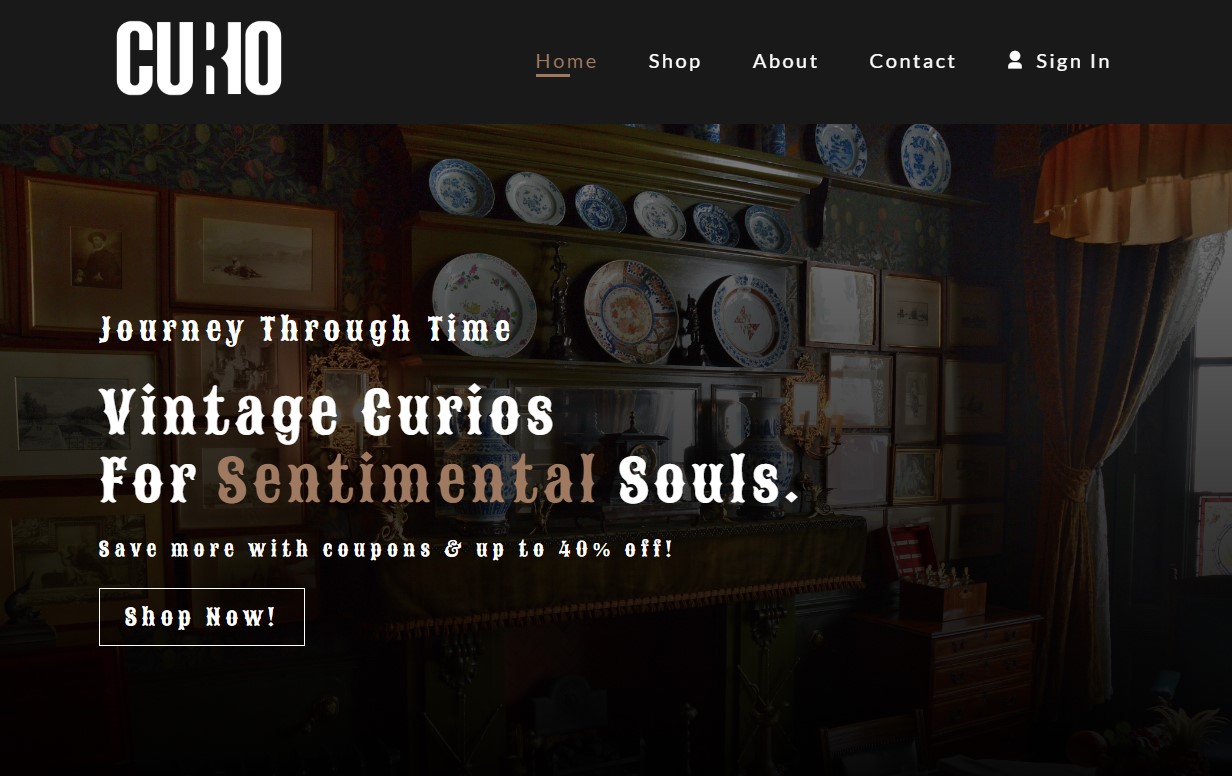 CURIO
Home Shop About Contact Sign In
Journey Through Time
Vintage Curios
For Sentimental Souls.
Save more with coupons & up to 40% off!
Shop Now!